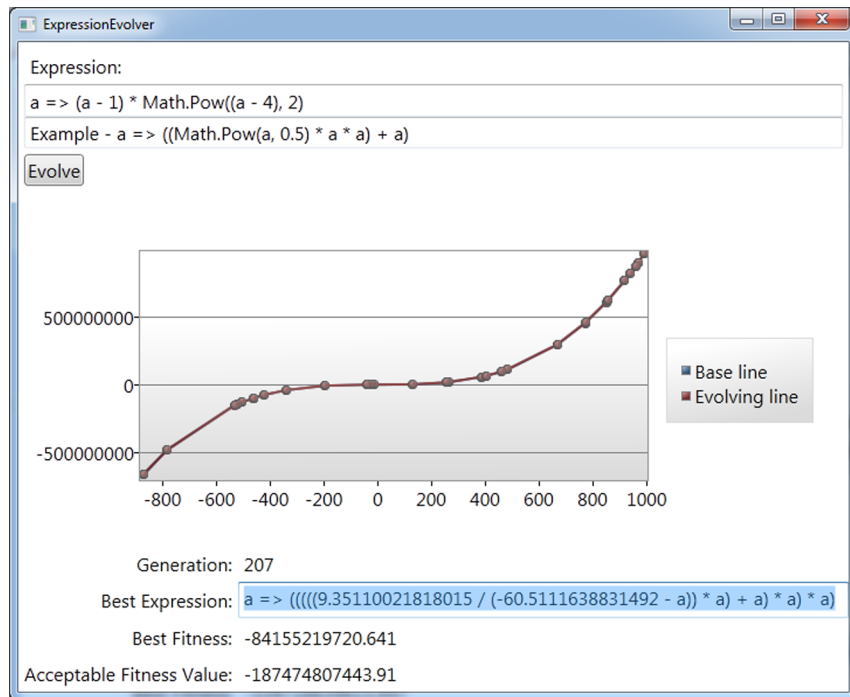 ExpressionEvolver
Expression:
a => (a - 1) * Math.Pow((a - 4), 2)
Example - a => ((Math.Pow(a, 0.5) * a * a) + a)
Evolve
500000000
0
-500000000
-800 -600 -400 -200 0 200 400 600 800 1000
Base line
Evolving line
Generation: 207
Best Expression: a => (((((9.35110021818015 / (-60.5111638831492 - a)) * a) + a) * a) * a)
Best Fitness: -84155219720.641
Acceptable Fitness Value: -187474807443.91